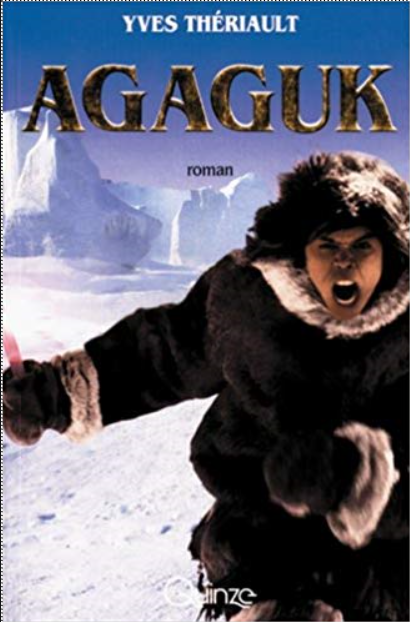 YVES THÉRIAULT
AGAGUK
roman
Quinze